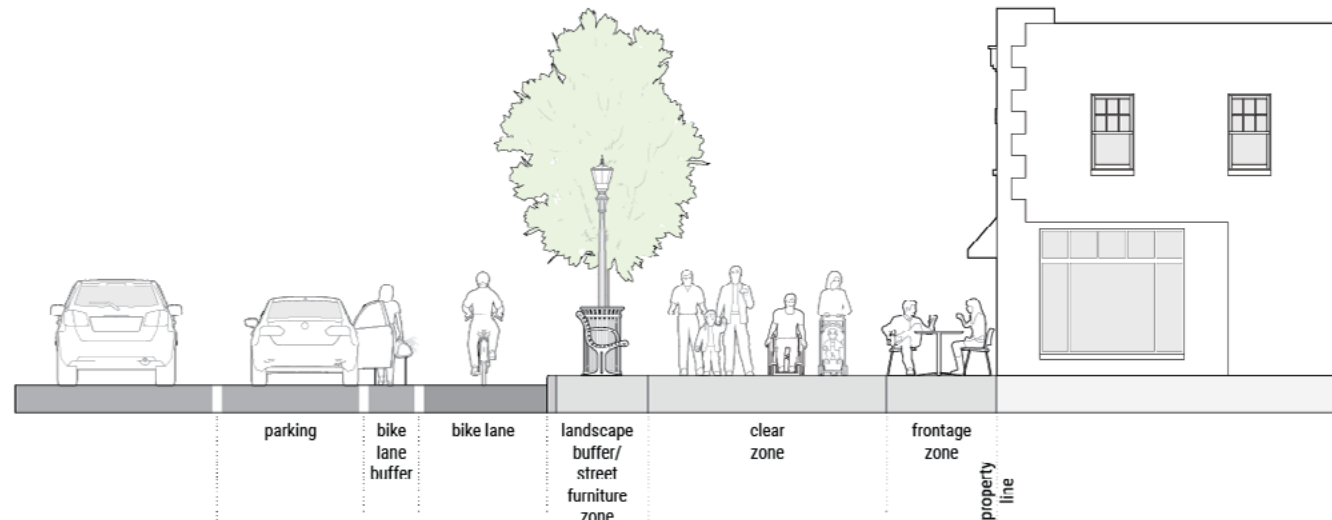 parking
bike
lane
buffer
bike lane
landscape
buffer/
street
furniture
zone
clear
zone
frontage
zone
property
line